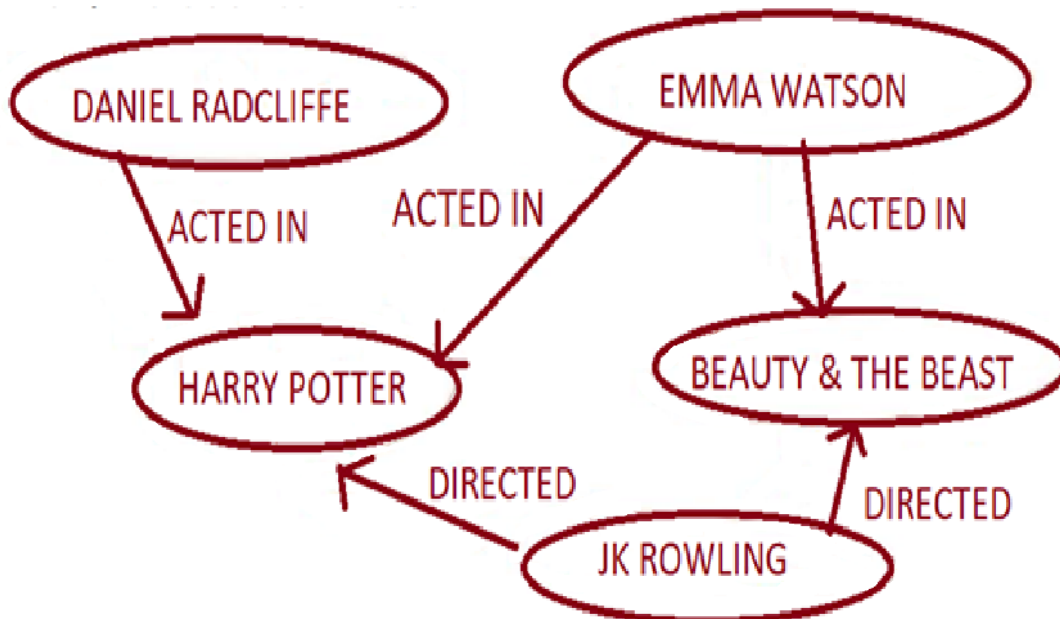 DANIEL RADCLIFFE
EMMA WATSON
ACTED IN
ACTED IN
ACTED IN
HARRY POTTER
BEAUTY & THE BEAST
DIRECTED
DIRECTED
JK ROWLING